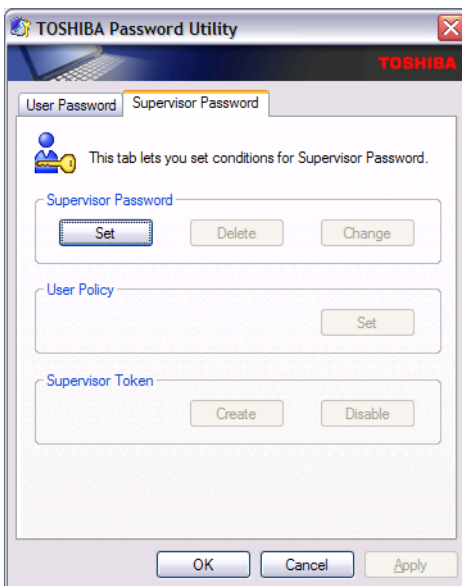 TOSHIBA Password Utility
TOSHIBA
User Password Supervisor Password
This tab lets you set conditions for Supervisor Password.
Supervisor Password
Set Delete Change
User Policy
Set
Supervisor Token
Create Disable
OK Cancel Apply